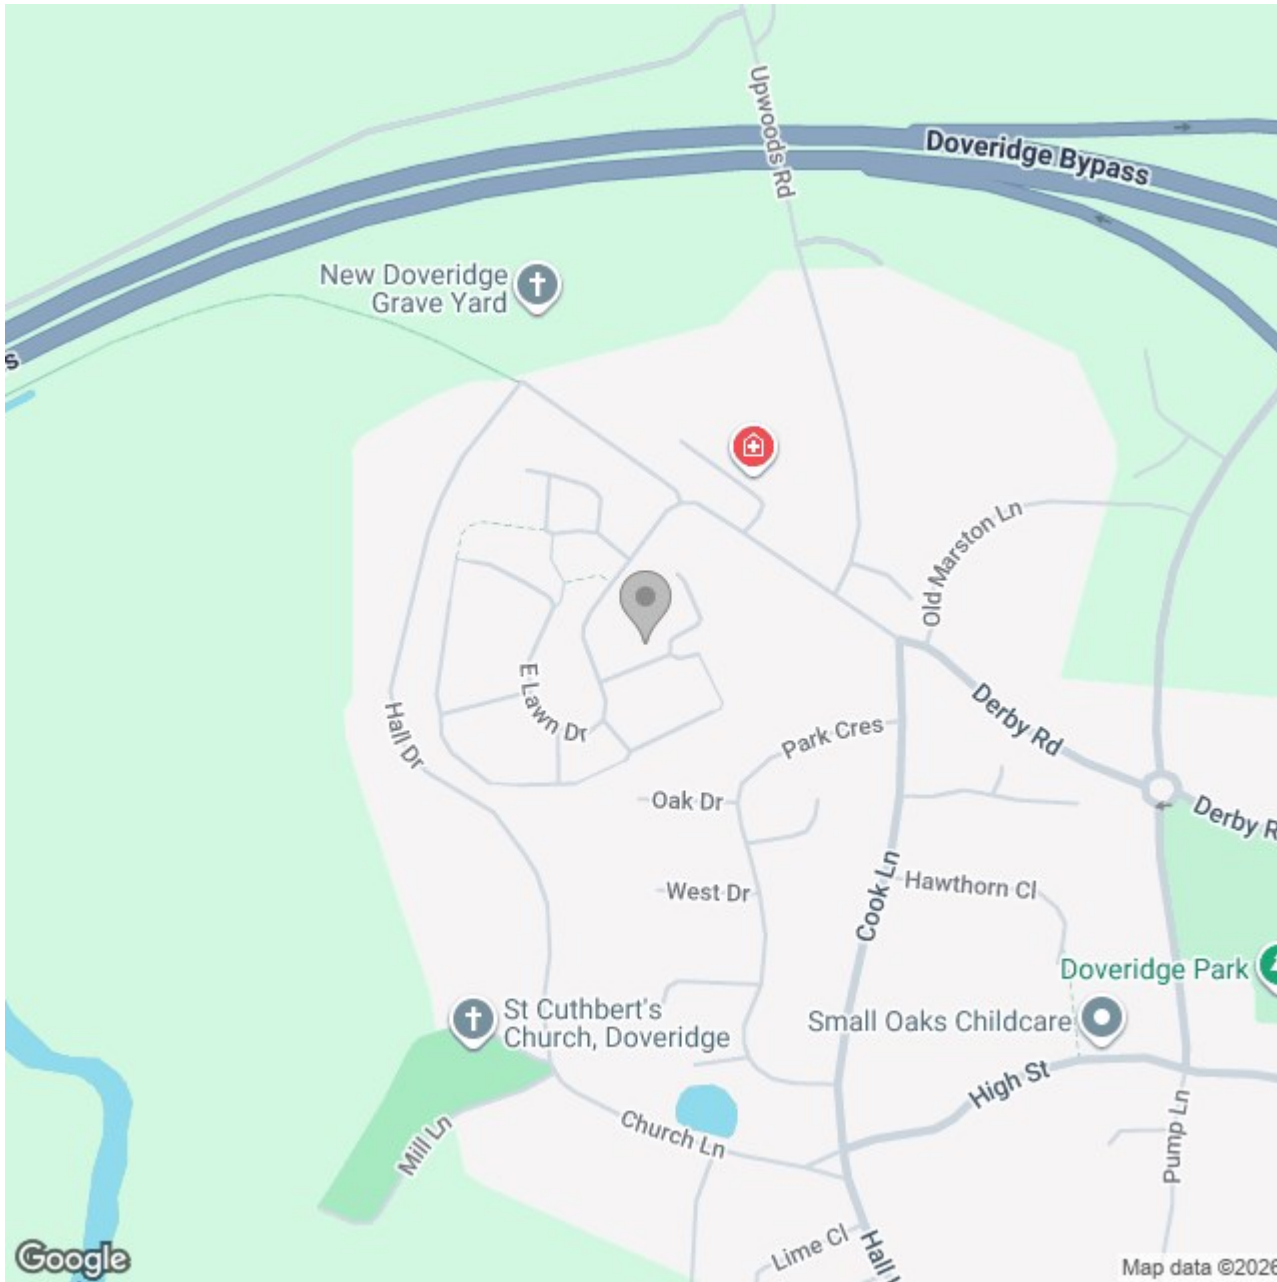 Upwoods Rd
Doveridge Bypass
s
New Doveridge
Grave Yard
Old Marston Ln
E Lawn Dr
Hall Dr
Derby Rd
Park Cres
Oak Dr
Derby R
West Dr
Cook Ln
Hawthorn Cl
Doveridge Park
St Cuthbert's
Church, Doveridge
Small Oaks Childcare
High St
Church Ln
Mill Ln
Pump Ln
Lime Cl
Hall
Google
Map data ©2026